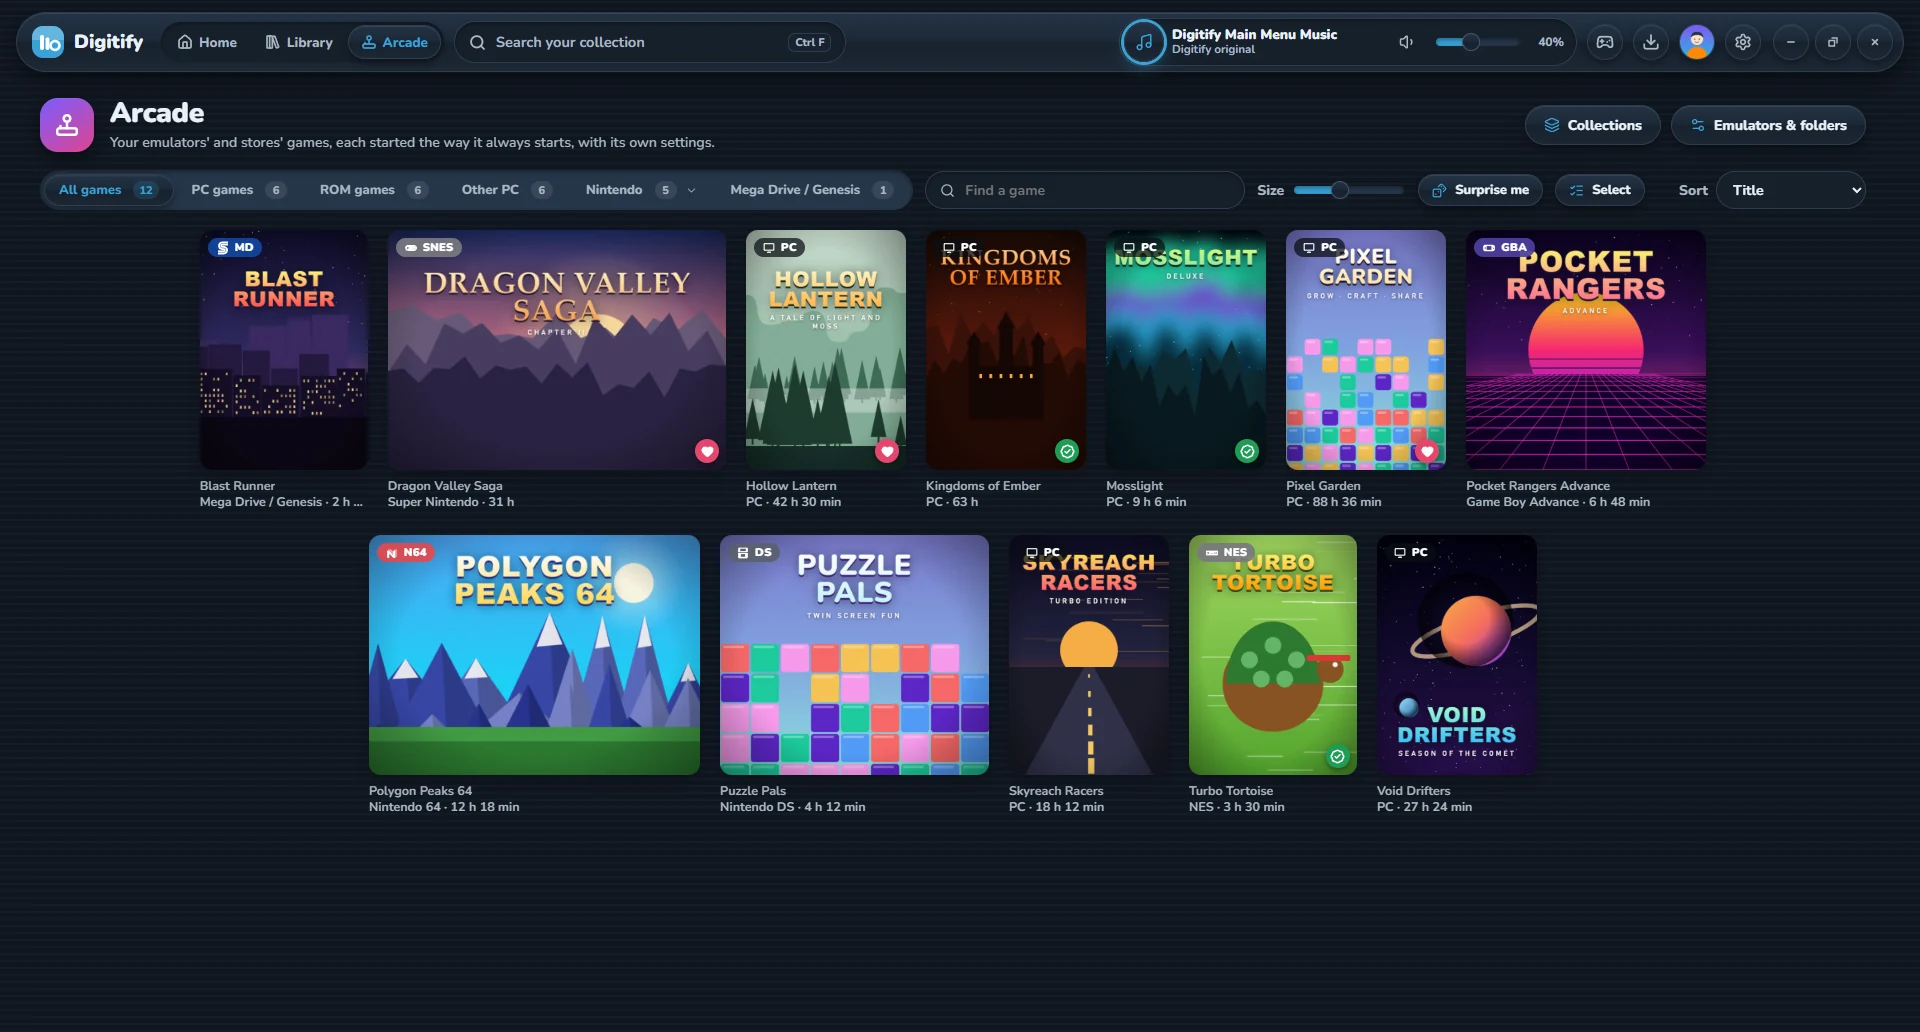 Digitify
Home
Library
Arcade
Search your collection
Ctrl F
Digitify Main Menu Music
Digitify original
40%
Arcade
Your emulators' and stores' games, each started the way it always starts, with its own settings.
Collections
Emulators & folders
All games 12
PC games 6
ROM games 6
Other PC 6
Nintendo 5
Mega Drive / Genesis 1
Find a game
Size
Surprise me
Select
Sort
Title
MD
BLAST
RUNNER
Blast Runner
Mega Drive / Genesis · 2 h ...
SNES
DRAGON VALLEY
SAGA
CHAPTER II
Dragon Valley Saga
Super Nintendo · 31 h
PC
HOLLOW
LANTERN
A TALE OF LIGHT AND
MOSS
Hollow Lantern
PC · 42 h 30 min
PC
KINGDOMS
OF EMBER
Kingdoms of Ember
PC · 63 h
PC
MOSSLIGHT
DELUXE
Mosslight
PC · 9 h 6 min
PC
PIXEL
GARDEN
GROW · CRAFT · SHARE
Pixel Garden
PC · 88 h 36 min
GBA
POCKET
RANGERS
ADVANCE
Pocket Rangers Advance
Game Boy Advance · 6 h 48 min
N64
POLYGON
PEAKS 64
Polygon Peaks 64
Nintendo 64 · 12 h 18 min
DS
PUZZLE
PALS
TWIN SCREEN FUN
Puzzle Pals
Nintendo DS · 4 h 12 min
PC
SKYREACH
RACERS
TURBO EDITION
Skyreach Racers
PC · 18 h 12 min
NES
TURBO
TORTOISE
Turbo Tortoise
NES · 3 h 30 min
PC
VOID
DRIFTERS
SEASON OF THE COMET
Void Drifters
PC · 27 h 24 min